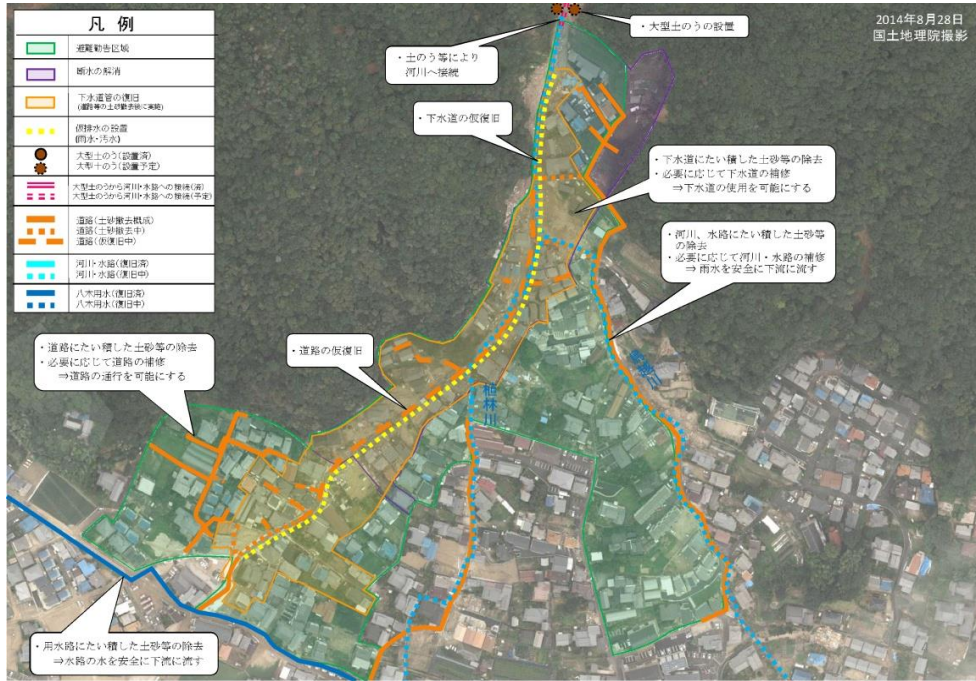 凡 例
避難勧告区域
断水の解消
下水道管の復旧
(道路等の土砂撤去後に実施)
仮排水の設置
(雨水・汚水)
大型土のう(設置済)
大型土のう(設置予定)
大型土のうから河川・水路への接続(済)
大型土のうから河川・水路への接続(予定)
道路(土砂撤去概成)
道路(土砂撤去中)
道路(仮復旧中)
河川・水路(復旧済)
河川・水路(復旧中)
八木用水(復旧済)
八木用水(復旧中)
2014年8月28日
国土地理院撮影
・大型土のうの設置
・土のう等により
河川へ接続
・下水道の仮復旧
・下水道にたい積した土砂等の除去
・必要に応じて下水道の補修
⇒下水道の使用を可能にする
・河川、水路にたい積した土砂等
の除去
・必要に応じて河川・水路の補修
⇒ 雨水を安全に下流に流す
・道路の仮復旧
・道路にたい積した土砂等の除去
・必要に応じて道路の補修
⇒道路の通行を可能にする
・用水路にたい積した土砂等の除去
⇒水路の水を安全に下流に流す